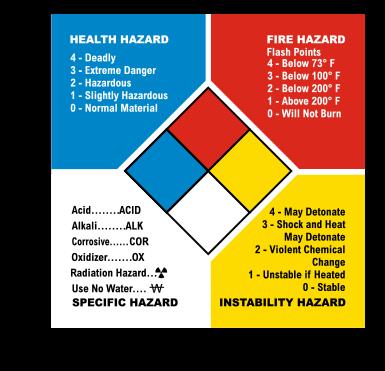 HEALTH HAZARD
4 - Deadly
3 - Extreme Danger
2 - Hazardous
1 - Slightly Hazardous
0 - Normal Material
FIRE HAZARD
Flash Points
4 - Below 73° F
3 - Below 100° F
2 - Below 200° F
1 - Above 200° F
0 - Will Not Burn
Acid........ACID
Alkali........ALK
Corrosive......COR
Oxidizer.......OX
Radiation Hazard...☢
Use No Water.... W̶
SPECIFIC HAZARD
4 - May Detonate
3 - Shock and Heat
May Detonate
2 - Violent Chemical
Change
1 - Unstable if Heated
0 - Stable
INSTABILITY HAZARD